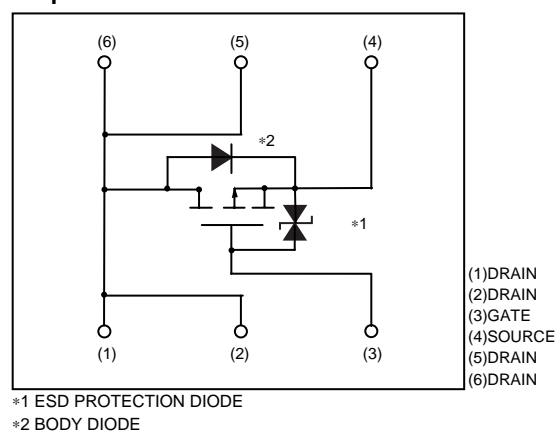 (6) (5) (4)
∗2
∗1
(1) (2) (3)
(1)DRAIN
(2)DRAIN
(3)GATE
(4)SOURCE
(5)DRAIN
(6)DRAIN
∗1 ESD PROTECTION DIODE
∗2 BODY DIODE